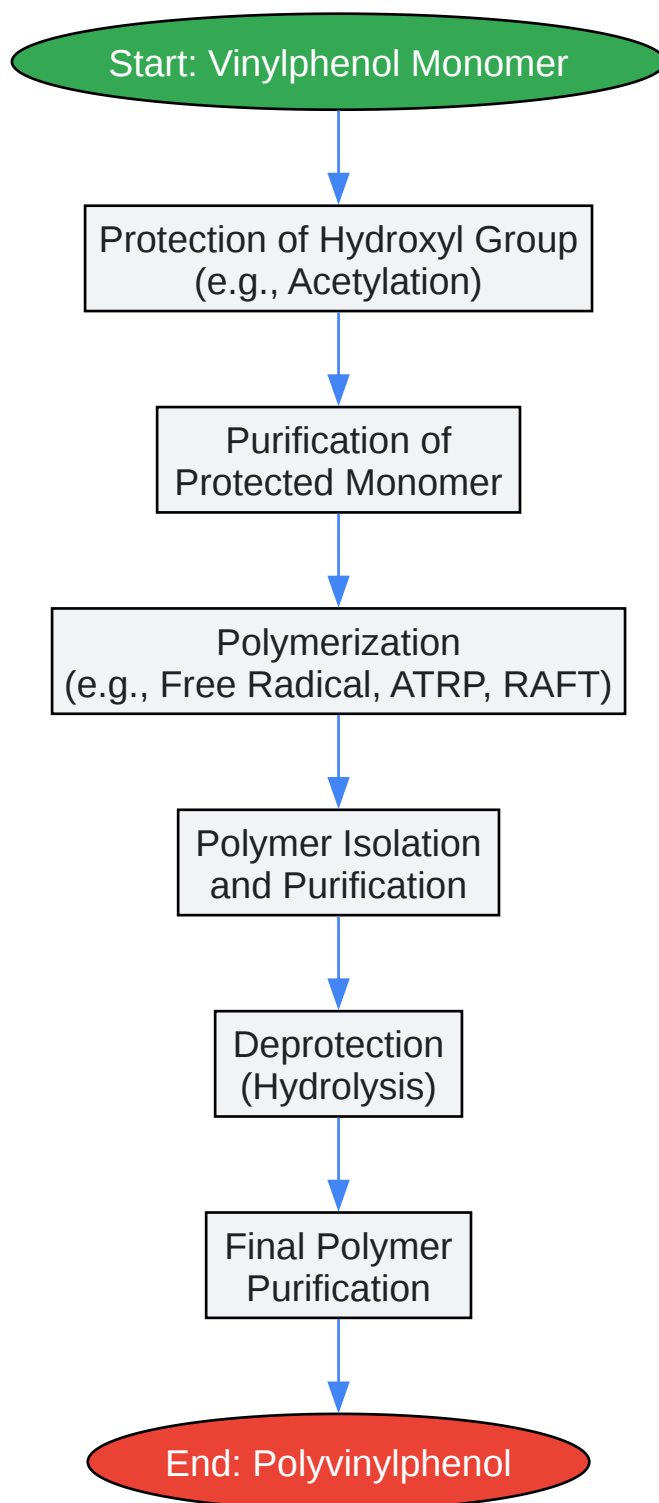 Start: Vinylphenol Monomer
Protection of Hydroxyl Group
(e.g., Acetylation)
Purification of
Protected Monomer
Polymerization
(e.g., Free Radical, ATRP, RAFT)
Polymer Isolation
and Purification
Deprotection
(Hydrolysis)
Final Polymer
Purification
End: Polyvinylphenol